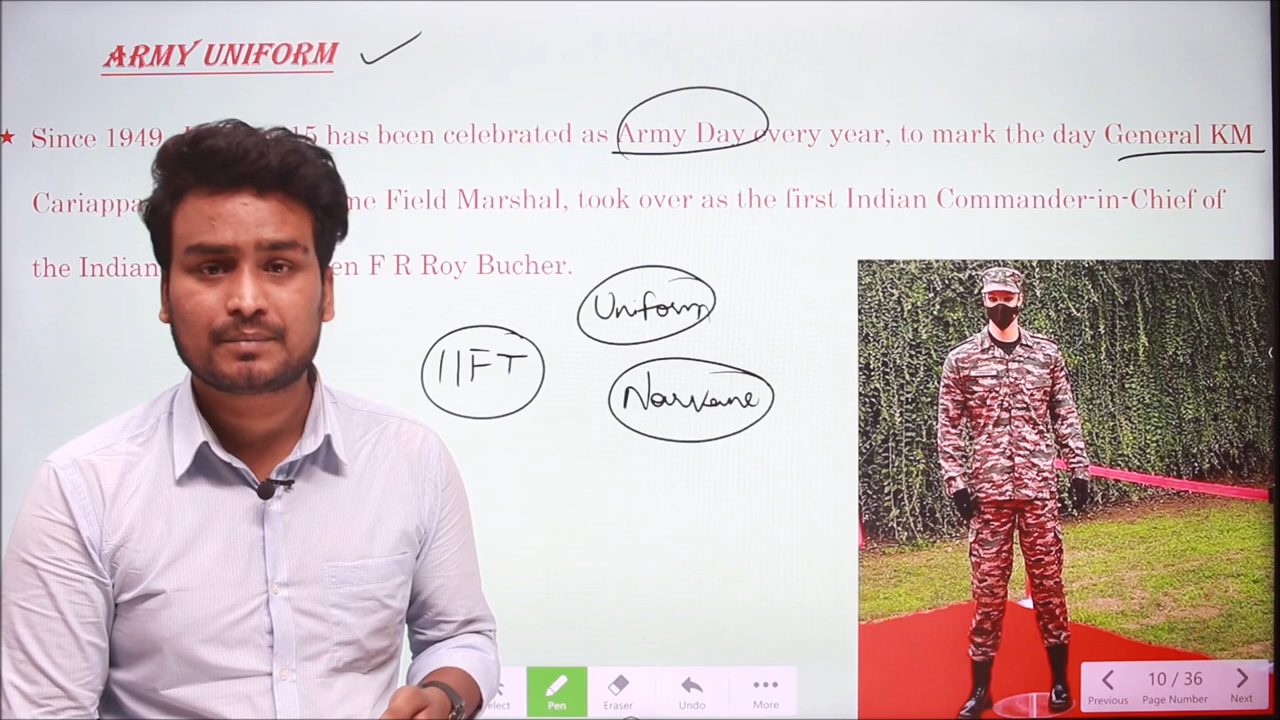 ARMY UNIFORM
Since 1949, 15 has been celebrated as Army Day every year, to mark the day General KM
Cariappa Field Marshal, took over as the first Indian Commander-in-Chief of
the Indian F R Roy Bucher.
Uniform
IIFT
Narvane
Pen Eraser Undo More
Previous 10 / 36 Next
Page Number